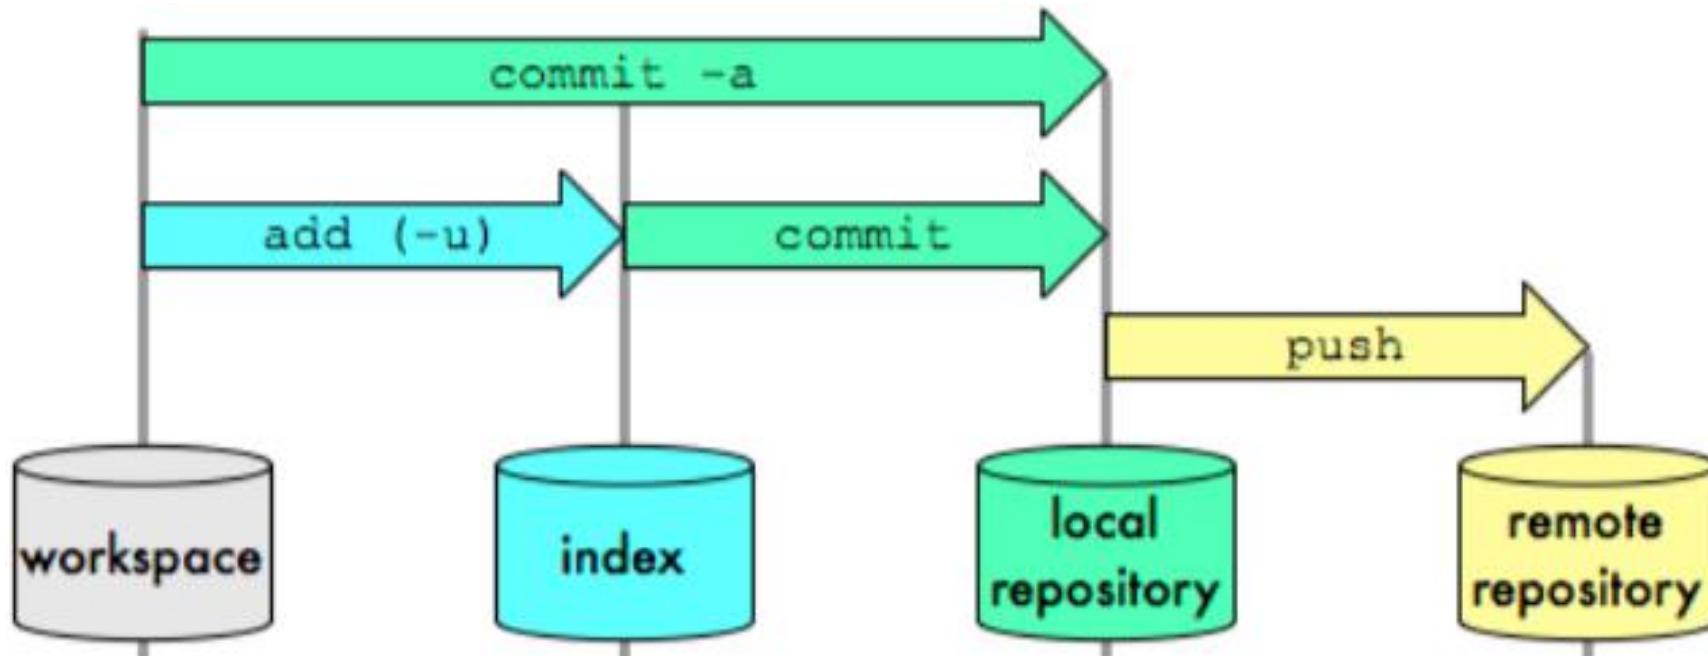 commit -a
add (-u)
commit
push
workspace
index
local
repository
remote
repository